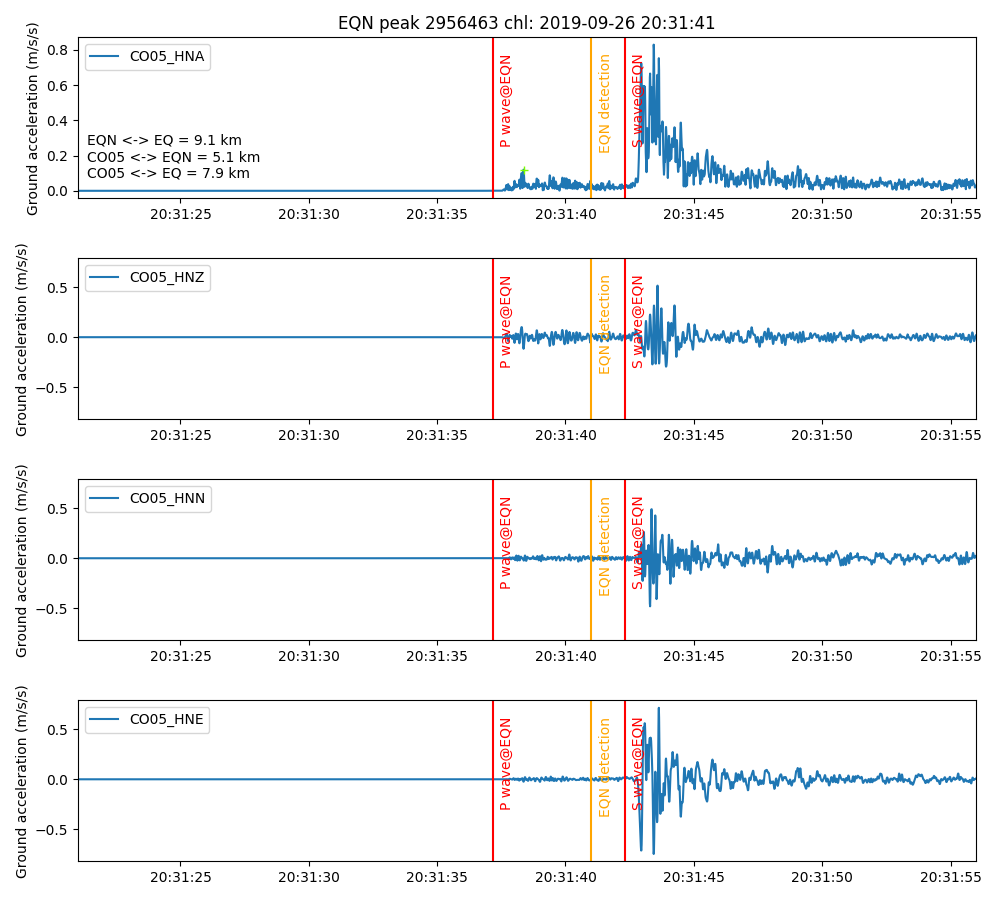 EQN peak 2956463 chl: 2019-09-26 20:31:41
Ground acceleration (m/s/s)
0.8
0.6
0.4
0.2
0.0
CO05_HNA
EQN <-> EQ = 9.1 km
CO05 <-> EQN = 5.1 km
CO05 <-> EQ = 7.9 km
P wave@EQN
EQN detection
S wave@EQN
20:31:25 20:31:30 20:31:35 20:31:40 20:31:45 20:31:50 20:31:55
Ground acceleration (m/s/s)
0.5
0.0
−0.5
CO05_HNZ
P wave@EQN
EQN detection
S wave@EQN
20:31:25 20:31:30 20:31:35 20:31:40 20:31:45 20:31:50 20:31:55
Ground acceleration (m/s/s)
0.5
0.0
−0.5
CO05_HNN
P wave@EQN
EQN detection
S wave@EQN
20:31:25 20:31:30 20:31:35 20:31:40 20:31:45 20:31:50 20:31:55
Ground acceleration (m/s/s)
0.5
0.0
−0.5
CO05_HNE
P wave@EQN
EQN detection
S wave@EQN
20:31:25 20:31:30 20:31:35 20:31:40 20:31:45 20:31:50 20:31:55